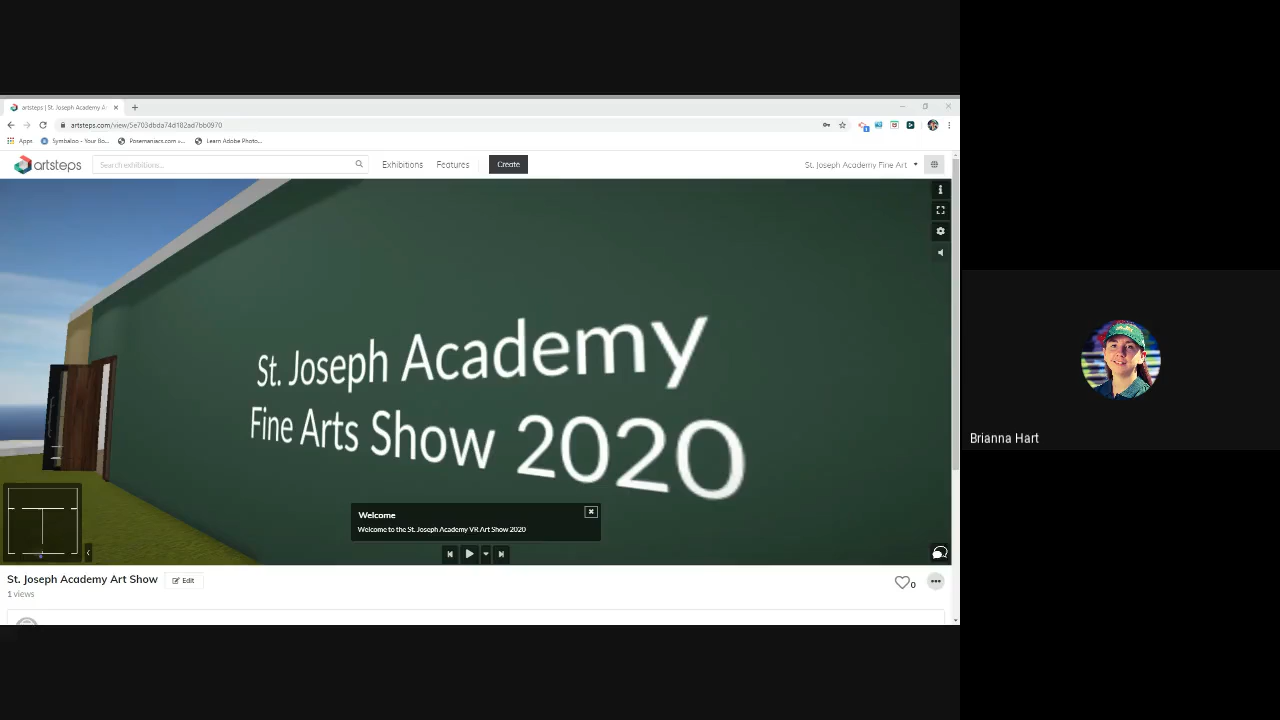 artsteps | St. Joseph Academy A
artsteps.com/view/5e703dbda74d182ad7bb0970
Apps
Symbaloo - Your Bo...
Posemaniacs.com »...
Learn Adobe Photo...
artsteps
Search exhibitions...
Exhibitions
Features
Create
St. Joseph Academy Fine Art
St. Joseph Academy
Fine Arts Show 2020
Welcome
Welcome to the St. Joseph Academy VR Art Show 2020
St. Joseph Academy Art Show
Edit
0
1 views
Brianna Hart